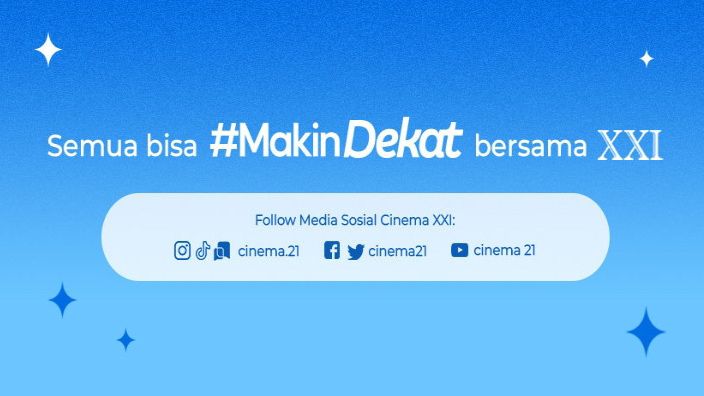 Semua bisa #MakinDekat bersama XXI
Follow Media Sosial Cinema XXI:
cinema.21 cinema21 cinema 21